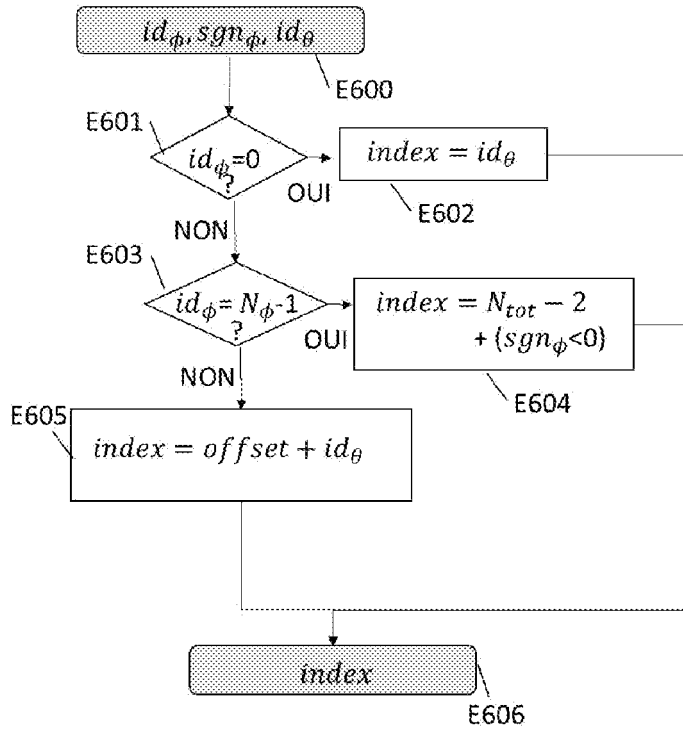 id_ϕ, sgn_ϕ, id_θ
E600
E601
id_ϕ=0
?
OUI
index = id_θ
E602
NON
E603
id_ϕ= N_ϕ-1
?
OUI
index = N_tot − 2
+ (sgn_ϕ<0)
E604
NON
E605
index = offset + id_θ
index
E606